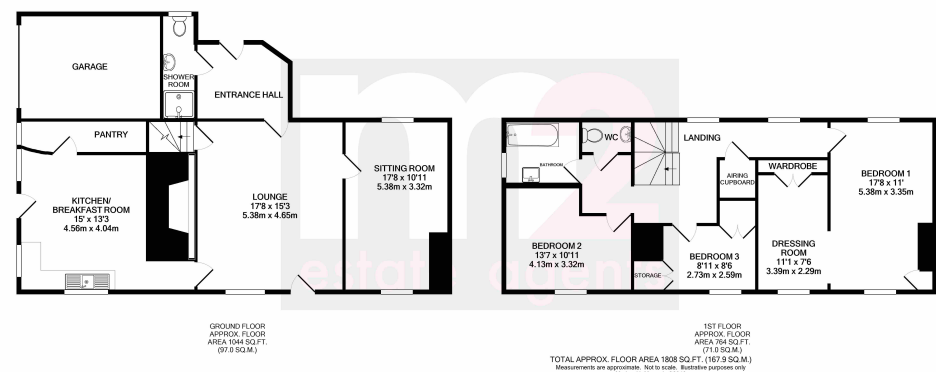 GARAGE
SHOWER
ROOM
ENTRANCE HALL
PANTRY
KITCHEN/
BREAKFAST ROOM
15' x 13'3
4.56m x 4.04m
LOUNGE
17'8 x 15'3
5.38m x 4.65m
SITTING ROOM
17'8 x 10'11
5.38m x 3.32m
m2
estate agents
GROUND FLOOR
APPROX. FLOOR
AREA 1044 SQ.FT.
(97.0 SQ.M.)
BATHROOM
WC
LANDING
AIRING
CUPBOARD
WARDROBE
BEDROOM 1
17'8 x 11'
5.38m x 3.35m
BEDROOM 2
13'7 x 10'11
4.13m x 3.32m
STORAGE
BEDROOM 3
8'11 x 8'6
2.73m x 2.59m
DRESSING
ROOM
11'1 x 7'6
3.39m x 2.29m
1ST FLOOR
APPROX. FLOOR
AREA 764 SQ.FT.
(71.0 SQ.M.)
TOTAL APPROX. FLOOR AREA 1808 SQ.FT. (167.9 SQ.M.)
Measurements are approximate. Not to scale. Illustrative purposes only